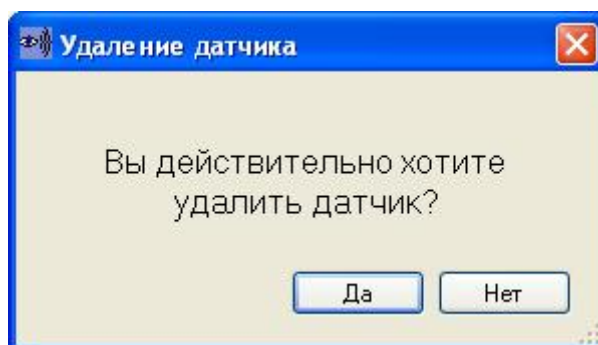 Удаление датчика
Вы действительно хотите
удалить датчик?
Да Нет